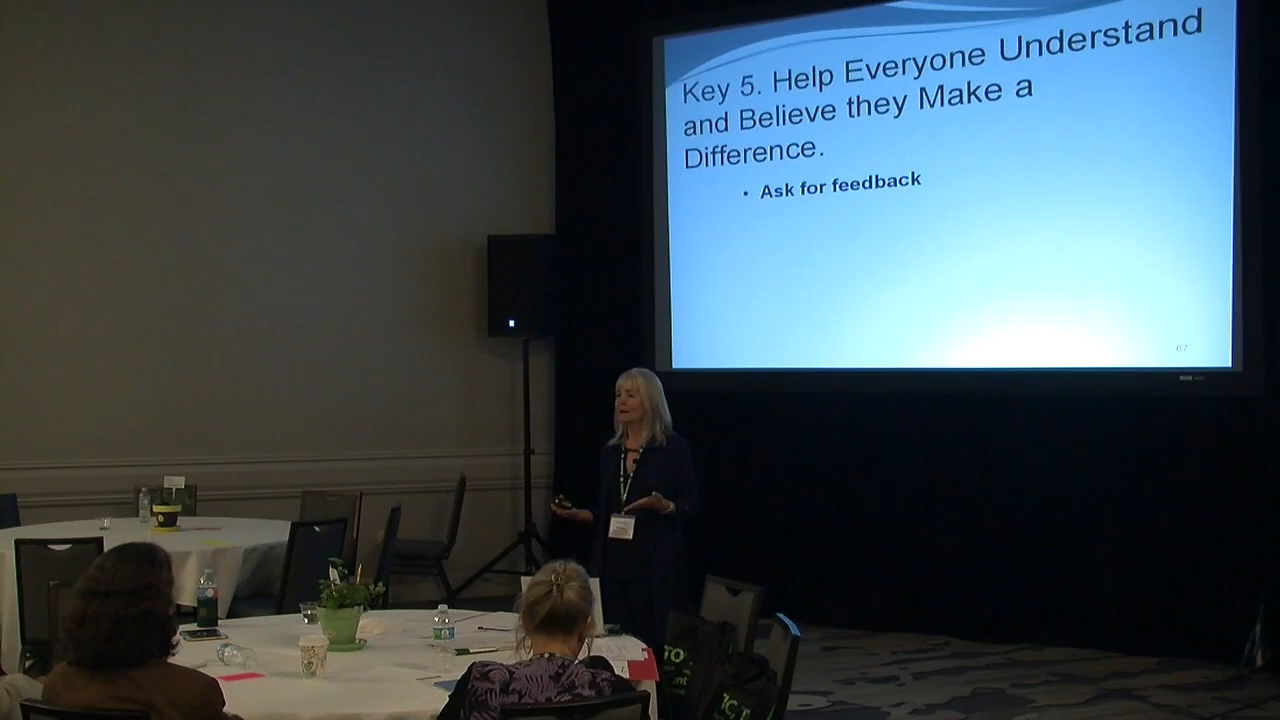 Key 5. Help Everyone Understand
and Believe they Make a
Difference.
• Ask for feedback
67